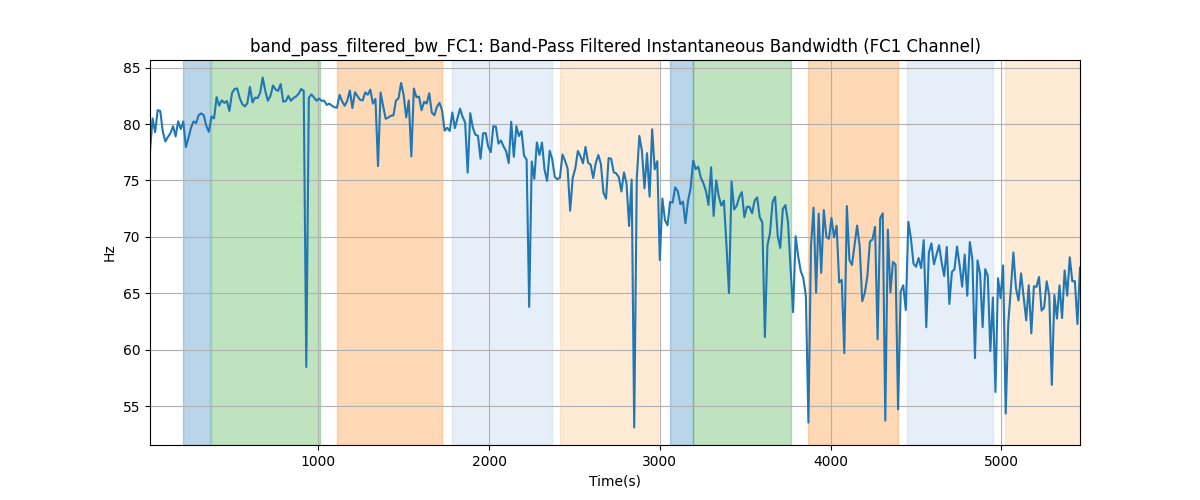 band_pass_filtered_bw_FC1: Band-Pass Filtered Instantaneous Bandwidth (FC1 Channel)
85
80
75
70
65
60
55
Hz
1000 2000 3000 4000 5000
Time(s)